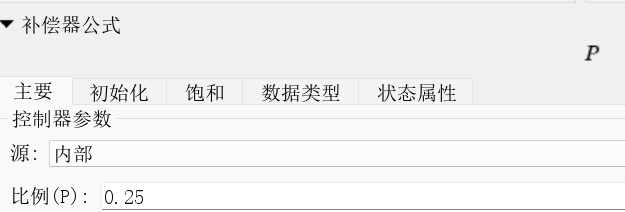 补偿器公式
P
主要 初始化 饱和 数据类型 状态属性
控制器参数
源: 内部
比例(P): 0.25